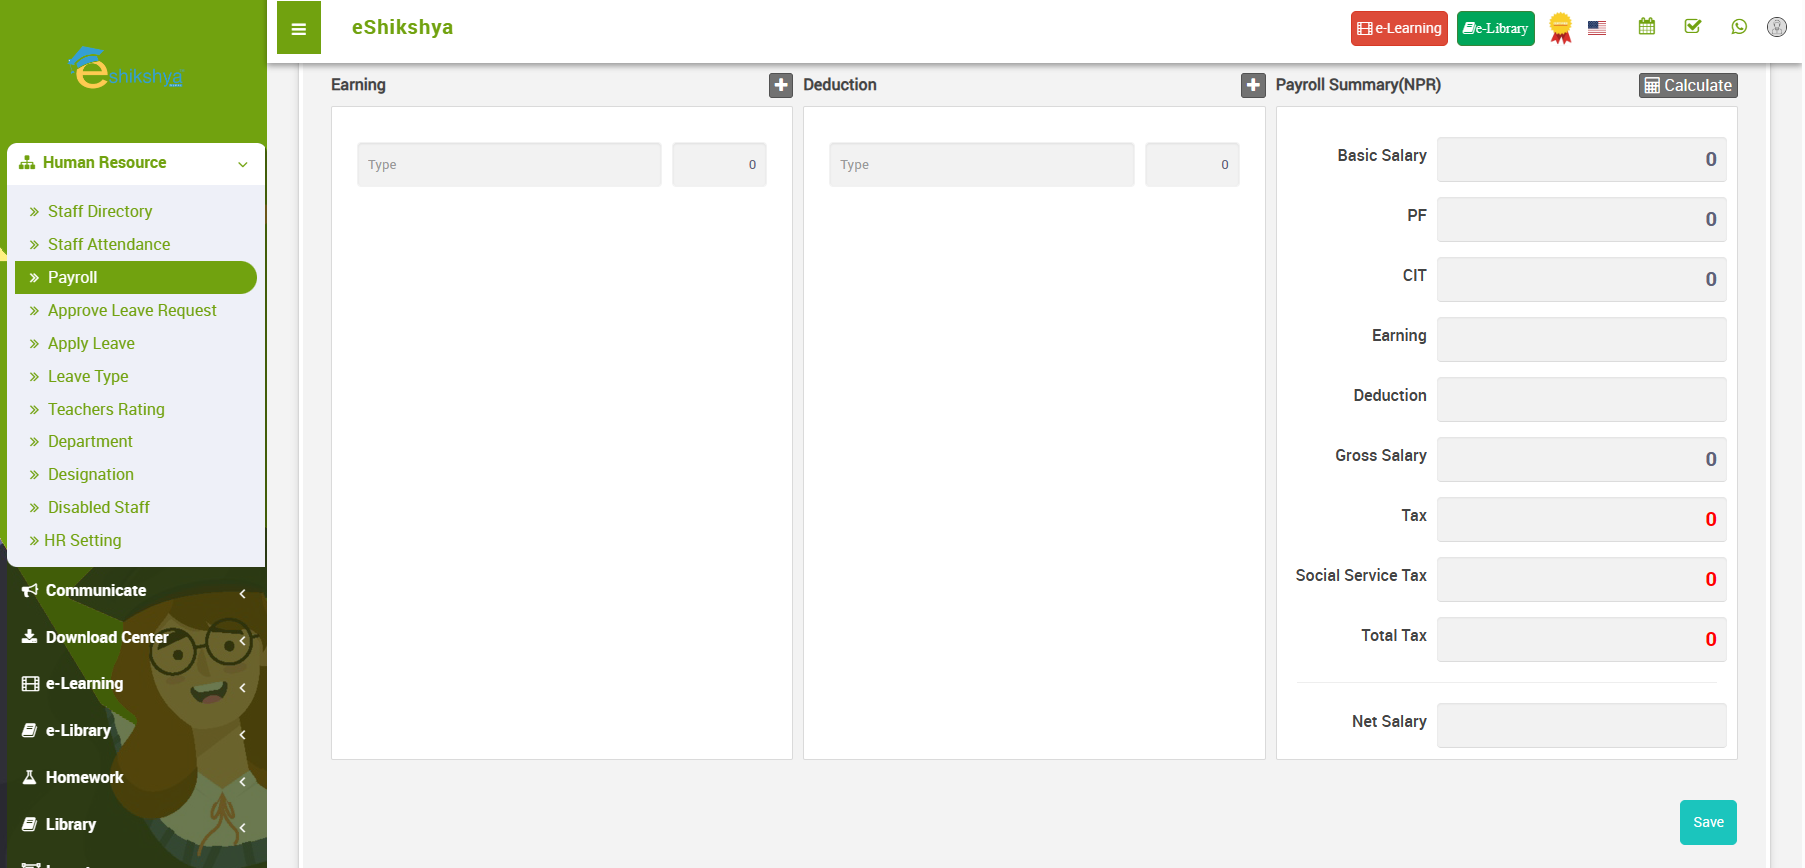 eshikshya
eShikshya
e-Learning
e-Library
Human Resource
Staff Directory
Staff Attendance
Payroll
Approve Leave Request
Apply Leave
Leave Type
Teachers Rating
Department
Designation
Disabled Staff
HR Setting
Communicate
Download Center
e-Learning
e-Library
Homework
Library
Earning
Type
0
Deduction
Type
0
Payroll Summary(NPR)
Calculate
Basic Salary 0
PF 0
CIT 0
Earning
Deduction
Gross Salary 0
Tax 0
Social Service Tax 0
Total Tax 0
Net Salary
Save